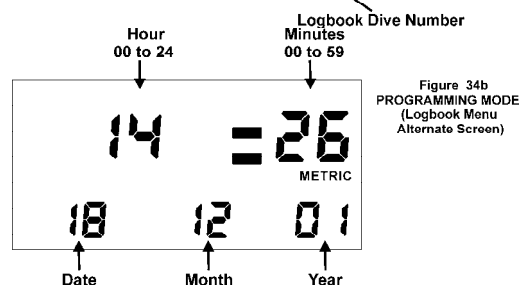 Logbook Dive Number
Hour
00 to 24
Minutes
00 to 59
Figure 34b
PROGRAMMING MODE
(Logbook Menu
Alternate Screen)
14 = 26
METRIC
18 12 01
Date Month Year